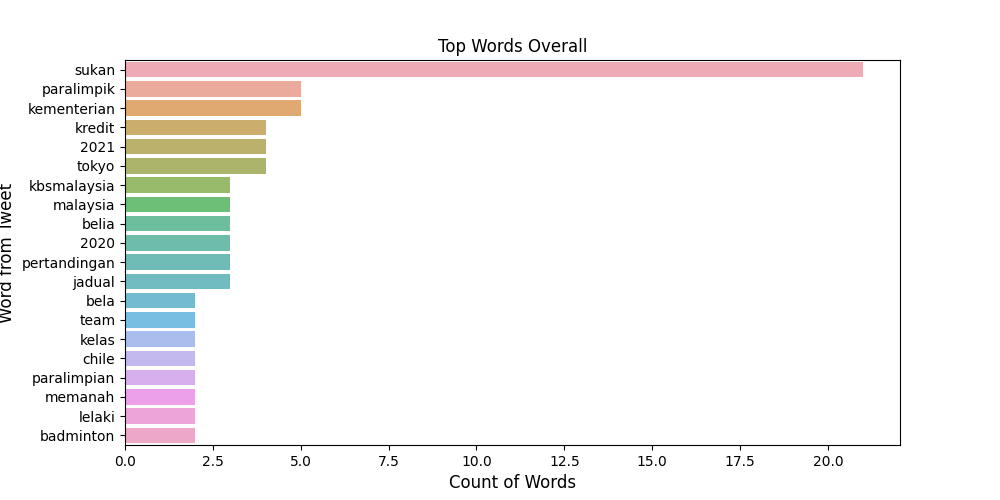 Top Words Overall
Word from Tweet
sukan
paralimpik
kementerian
kredit
2021
tokyo
kbsmalaysia
malaysia
belia
2020
pertandingan
jadual
bela
team
kelas
chile
paralimpian
memanah
lelaki
badminton
0.0 2.5 5.0 7.5 10.0 12.5 15.0 17.5 20.0
Count of Words